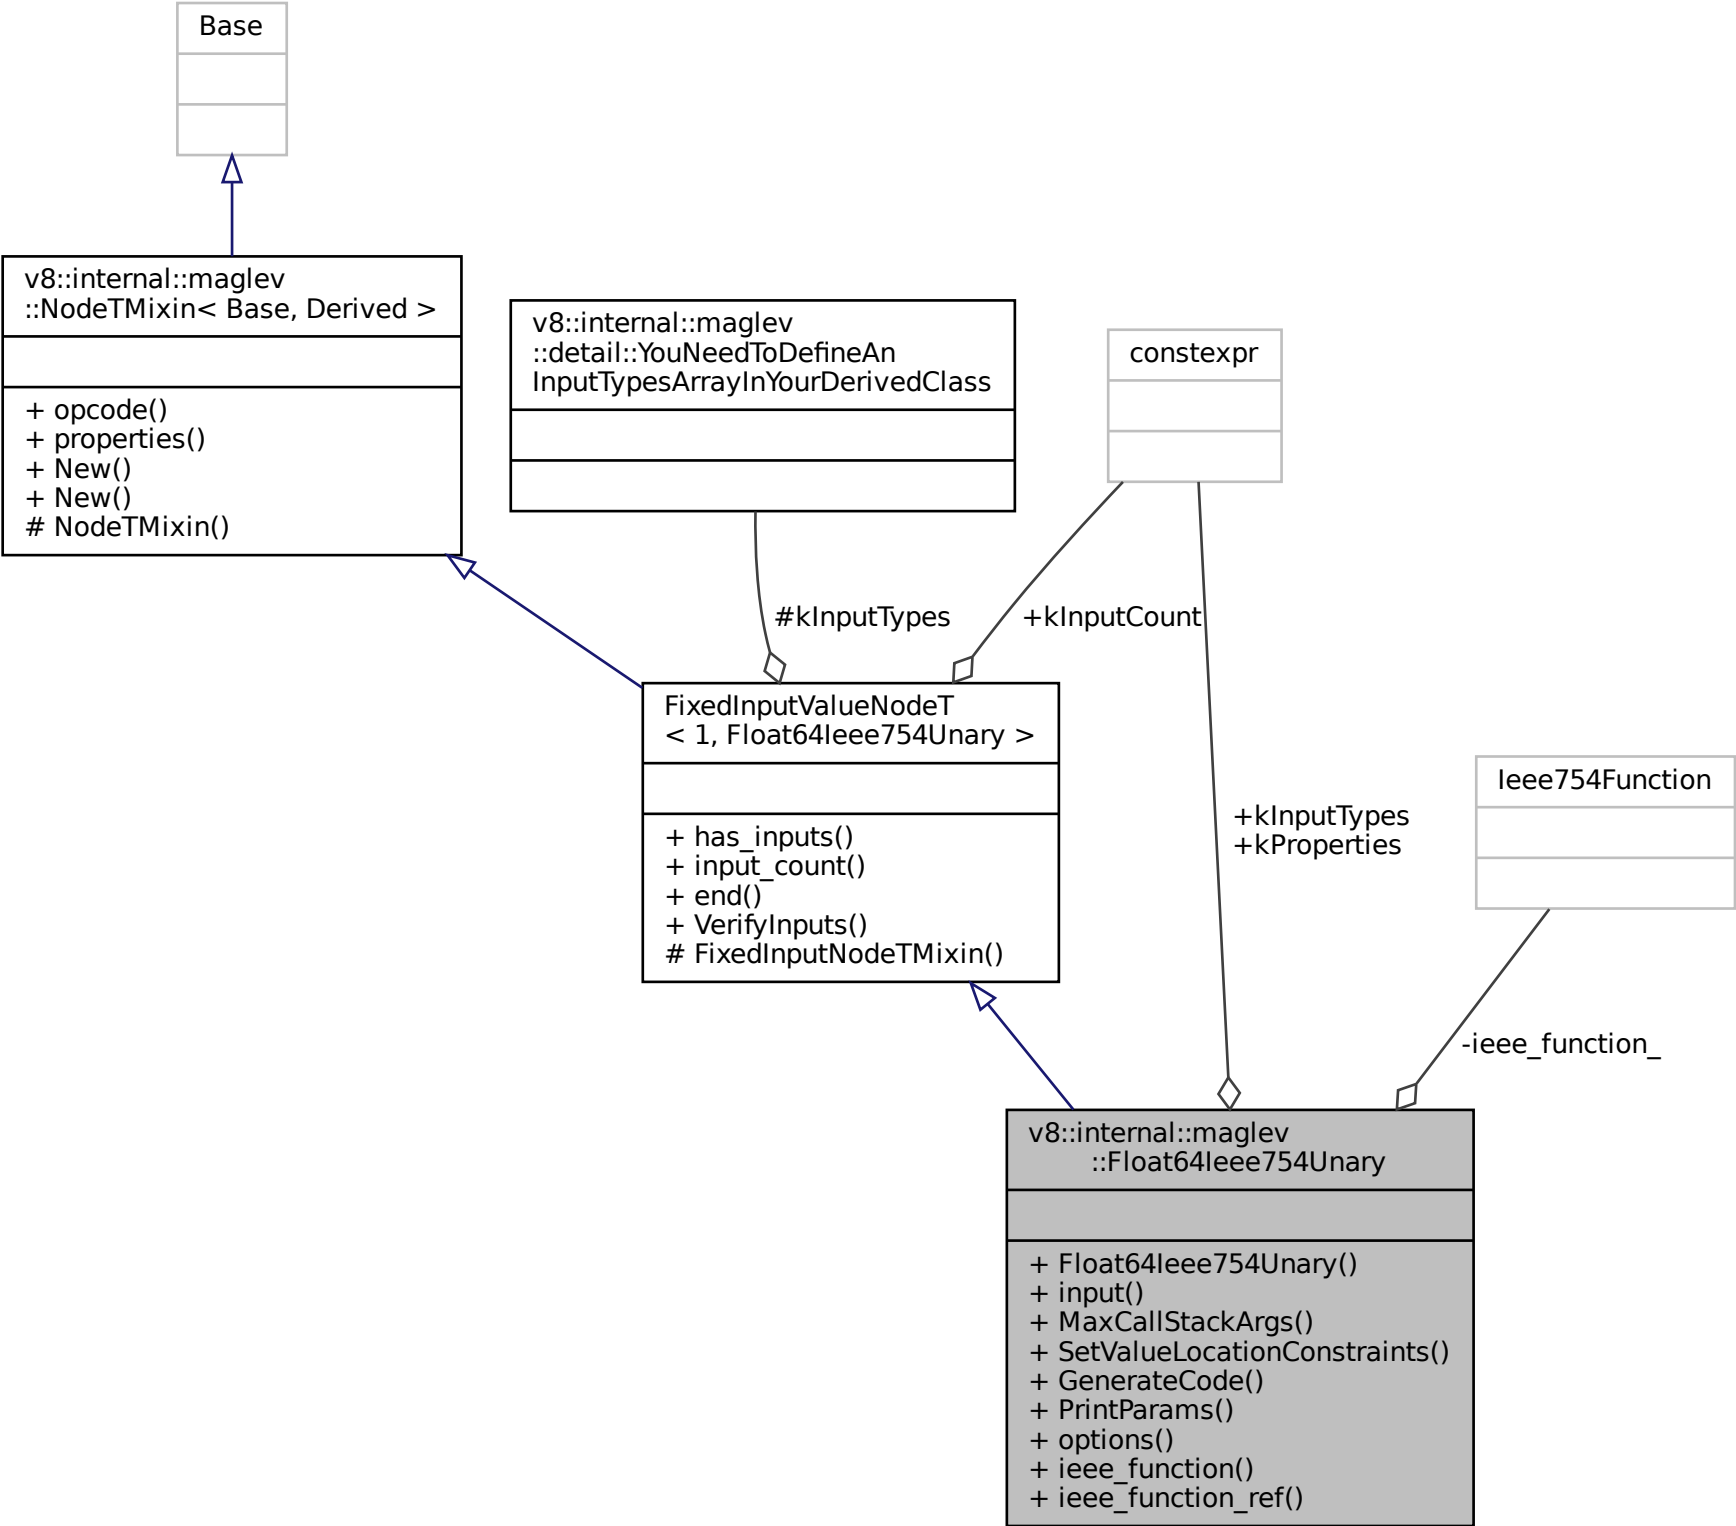 Base
v8::internal::maglev
::NodeTMixin< Base, Derived >
+ opcode()
+ properties()
+ New()
+ New()
# NodeTMixin()
v8::internal::maglev
::detail::YouNeedToDefineAn
InputTypesArrayInYourDerivedClass
constexpr
#kInputTypes
+kInputCount
FixedInputValueNodeT
< 1, Float64Ieee754Unary >
+ has_inputs()
+ input_count()
+ end()
+ VerifyInputs()
# FixedInputNodeTMixin()
+kInputTypes
+kProperties
Ieee754Function
-ieee_function_
v8::internal::maglev
::Float64Ieee754Unary
+ Float64Ieee754Unary()
+ input()
+ MaxCallStackArgs()
+ SetValueLocationConstraints()
+ GenerateCode()
+ PrintParams()
+ options()
+ ieee_function()
+ ieee_function_ref()